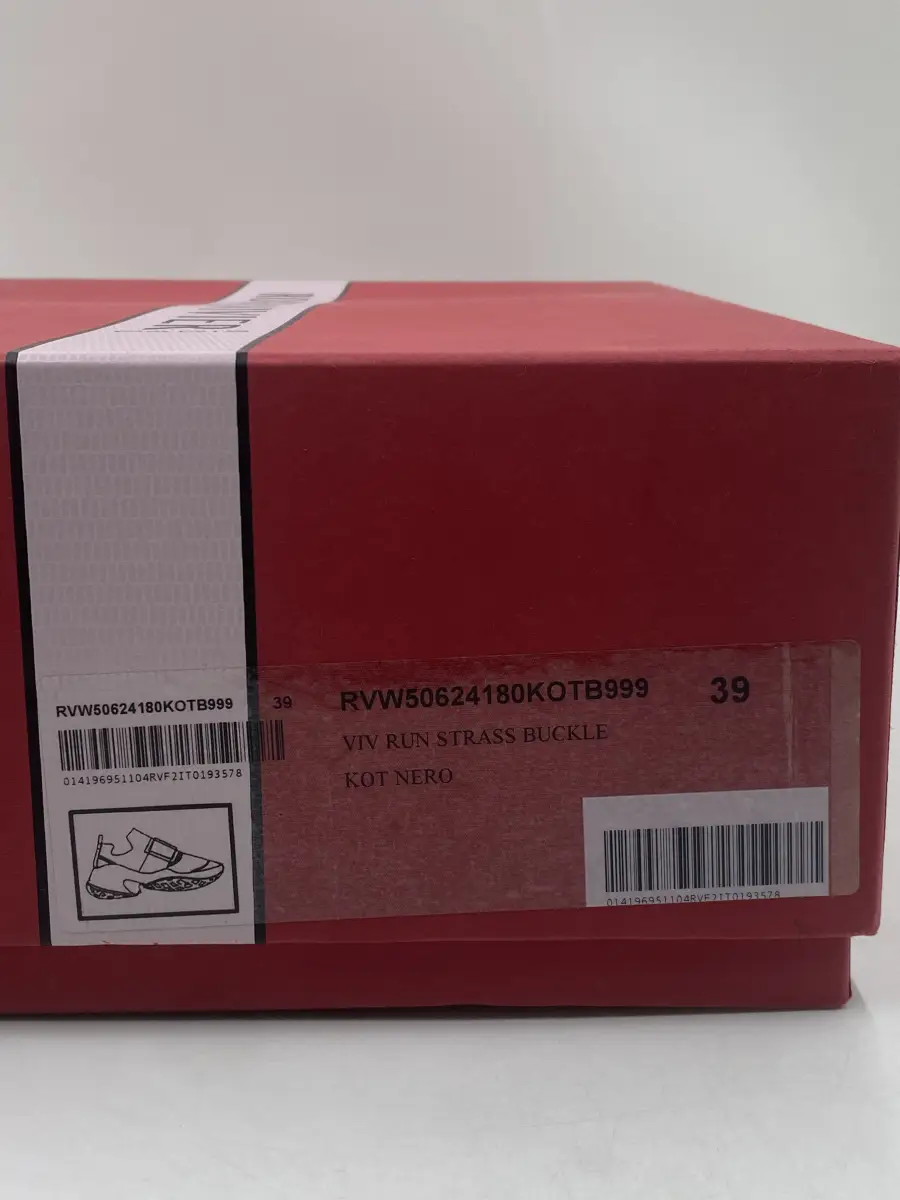 RVW50624180KOTB999 39
014196951104RVF2IT0193578
RVW50624180KOTB999 39
VIV RUN STRASS BUCKLE
KOT NERO
014196951104RVF2IT0193578